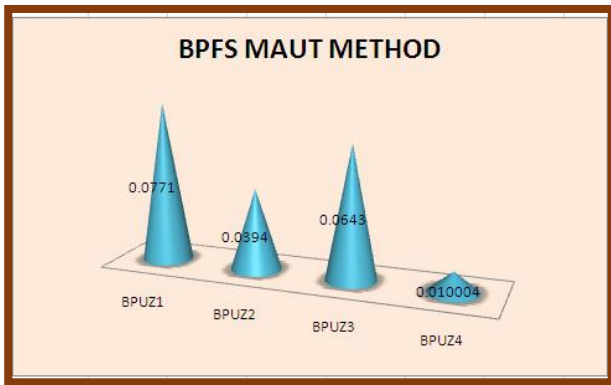 BPFS MAUT METHOD
0.0771
0.0394
0.0643
0.010004
BPUZ1
BPUZ2
BPUZ3
BPUZ4